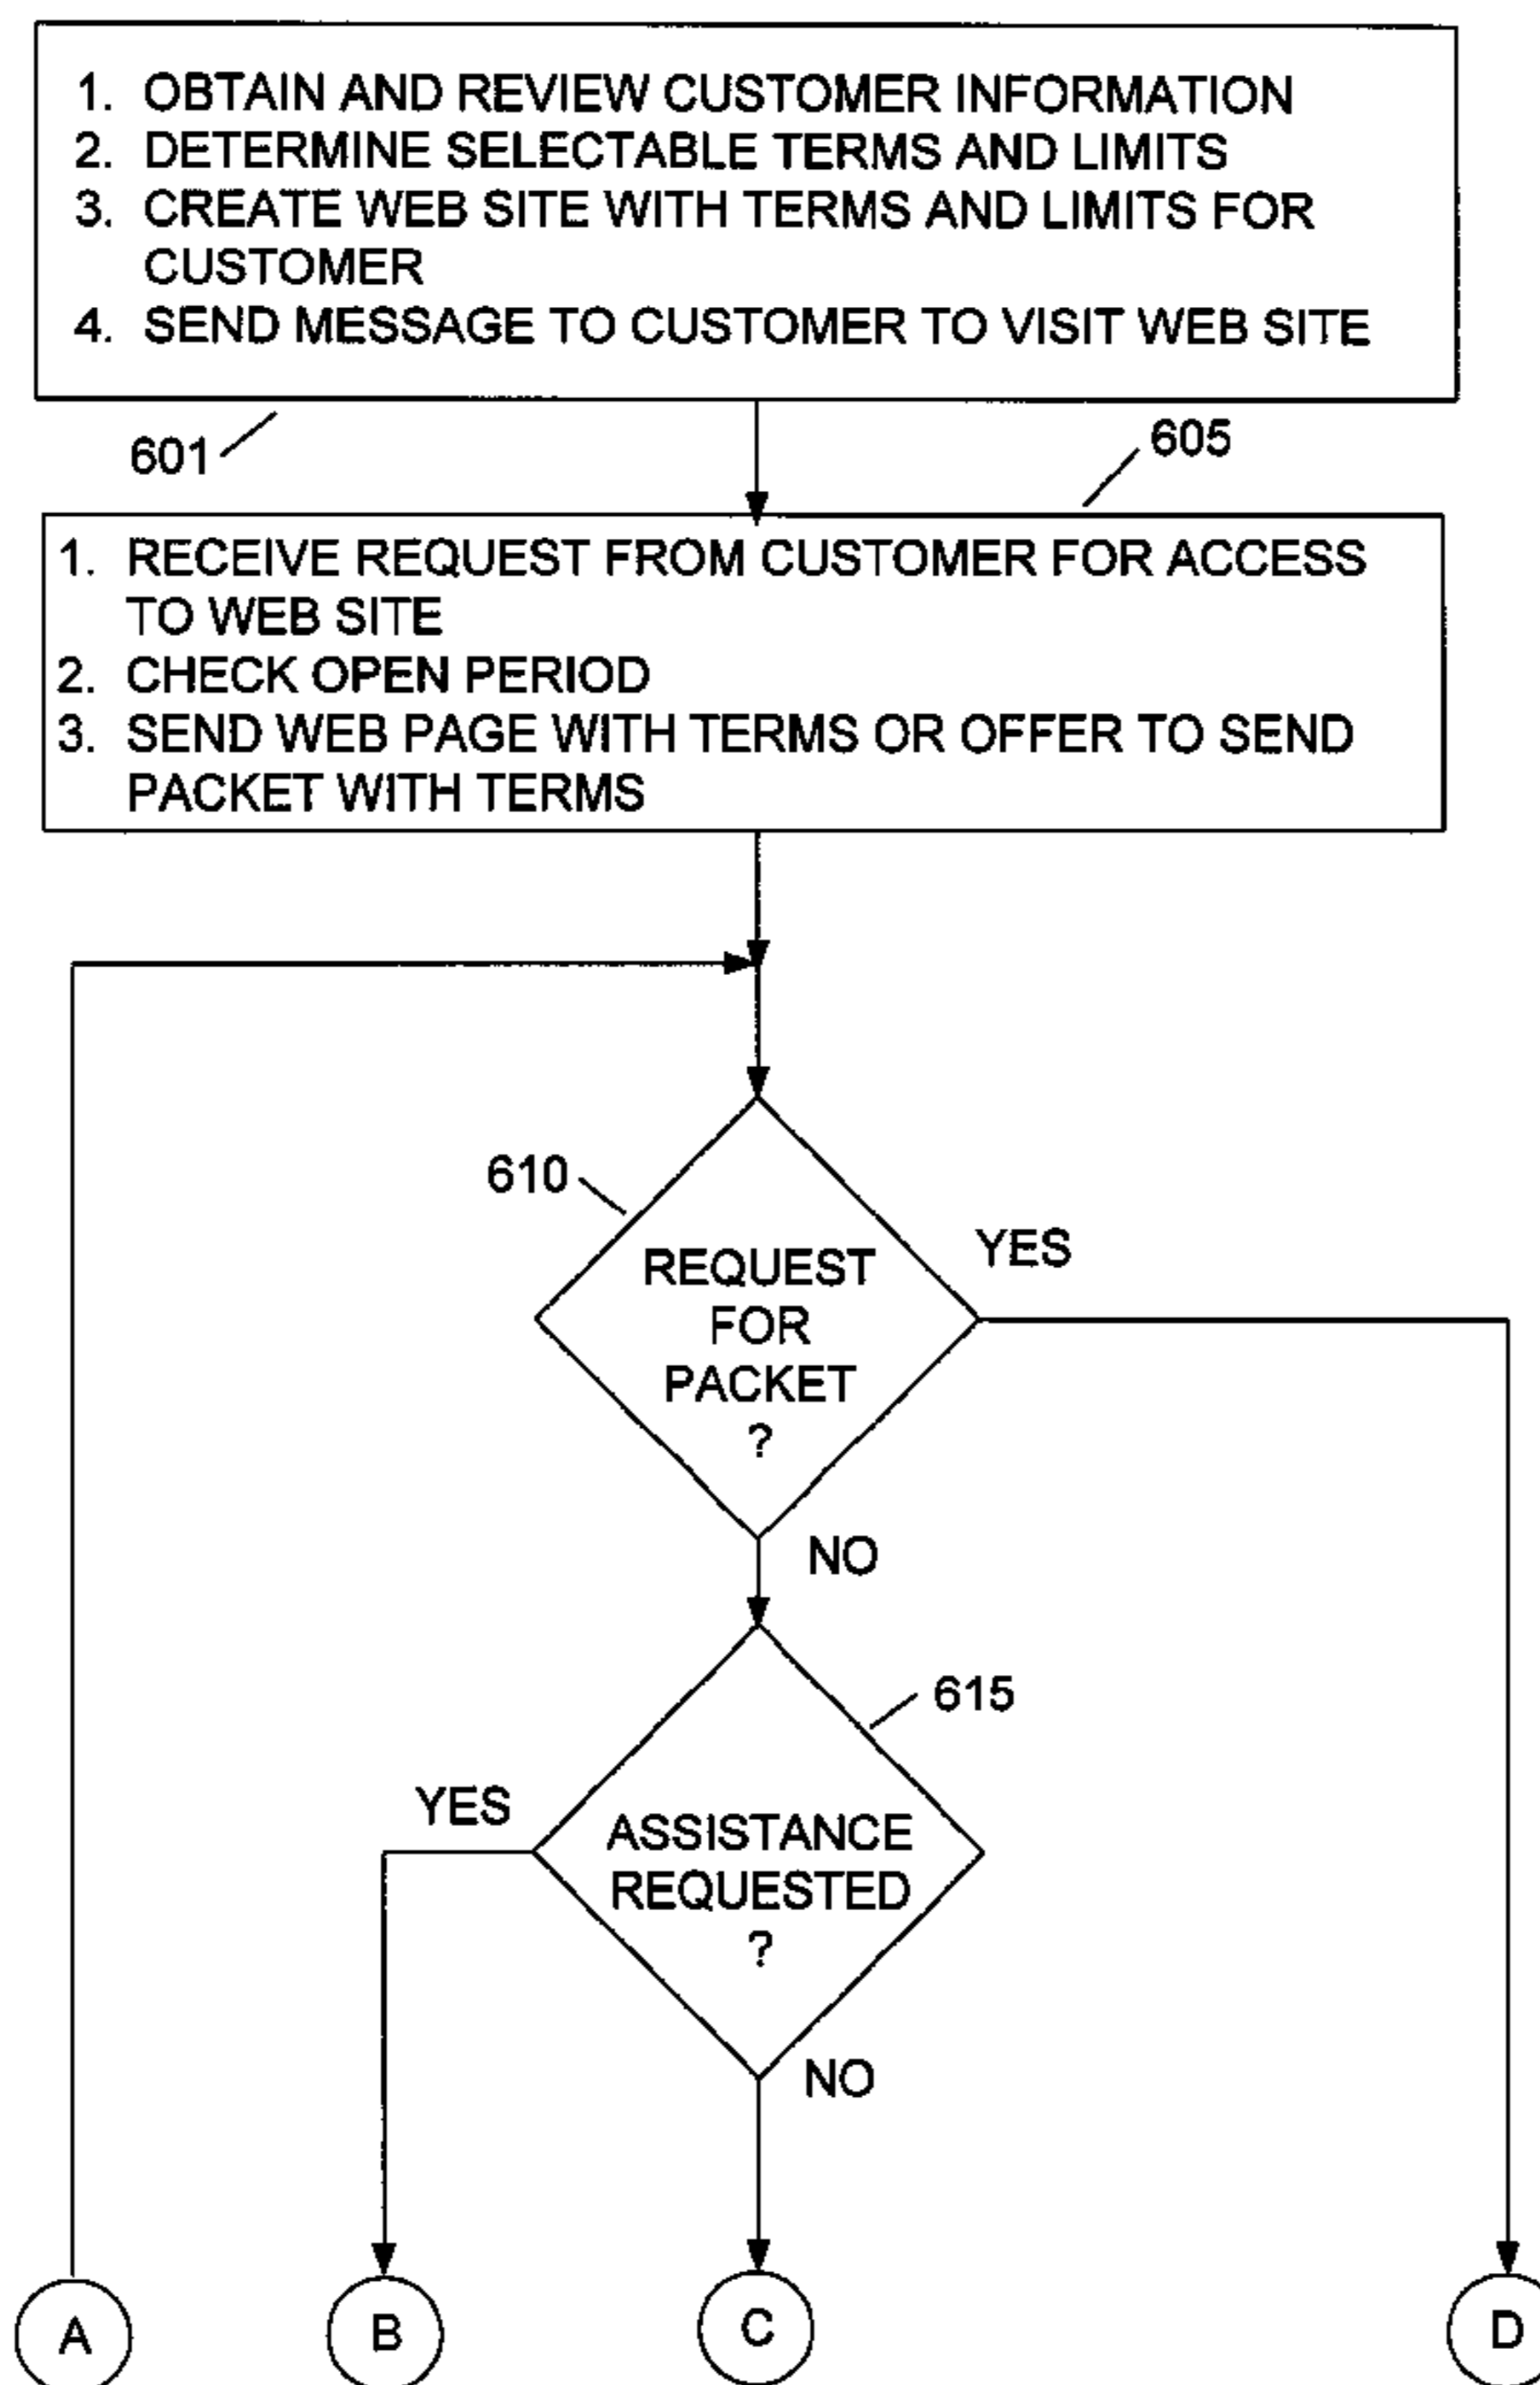 1. OBTAIN AND REVIEW CUSTOMER INFORMATION
2. DETERMINE SELECTABLE TERMS AND LIMITS
3. CREATE WEB SITE WITH TERMS AND LIMITS FOR
CUSTOMER
4. SEND MESSAGE TO CUSTOMER TO VISIT WEB SITE
601
605
1. RECEIVE REQUEST FROM CUSTOMER FOR ACCESS
TO WEB SITE
2. CHECK OPEN PERIOD
3. SEND WEB PAGE WITH TERMS OR OFFER TO SEND
PACKET WITH TERMS
610
YES
REQUEST
FOR
PACKET
?
NO
615
YES
ASSISTANCE
REQUESTED
?
NO
A
B
C
D